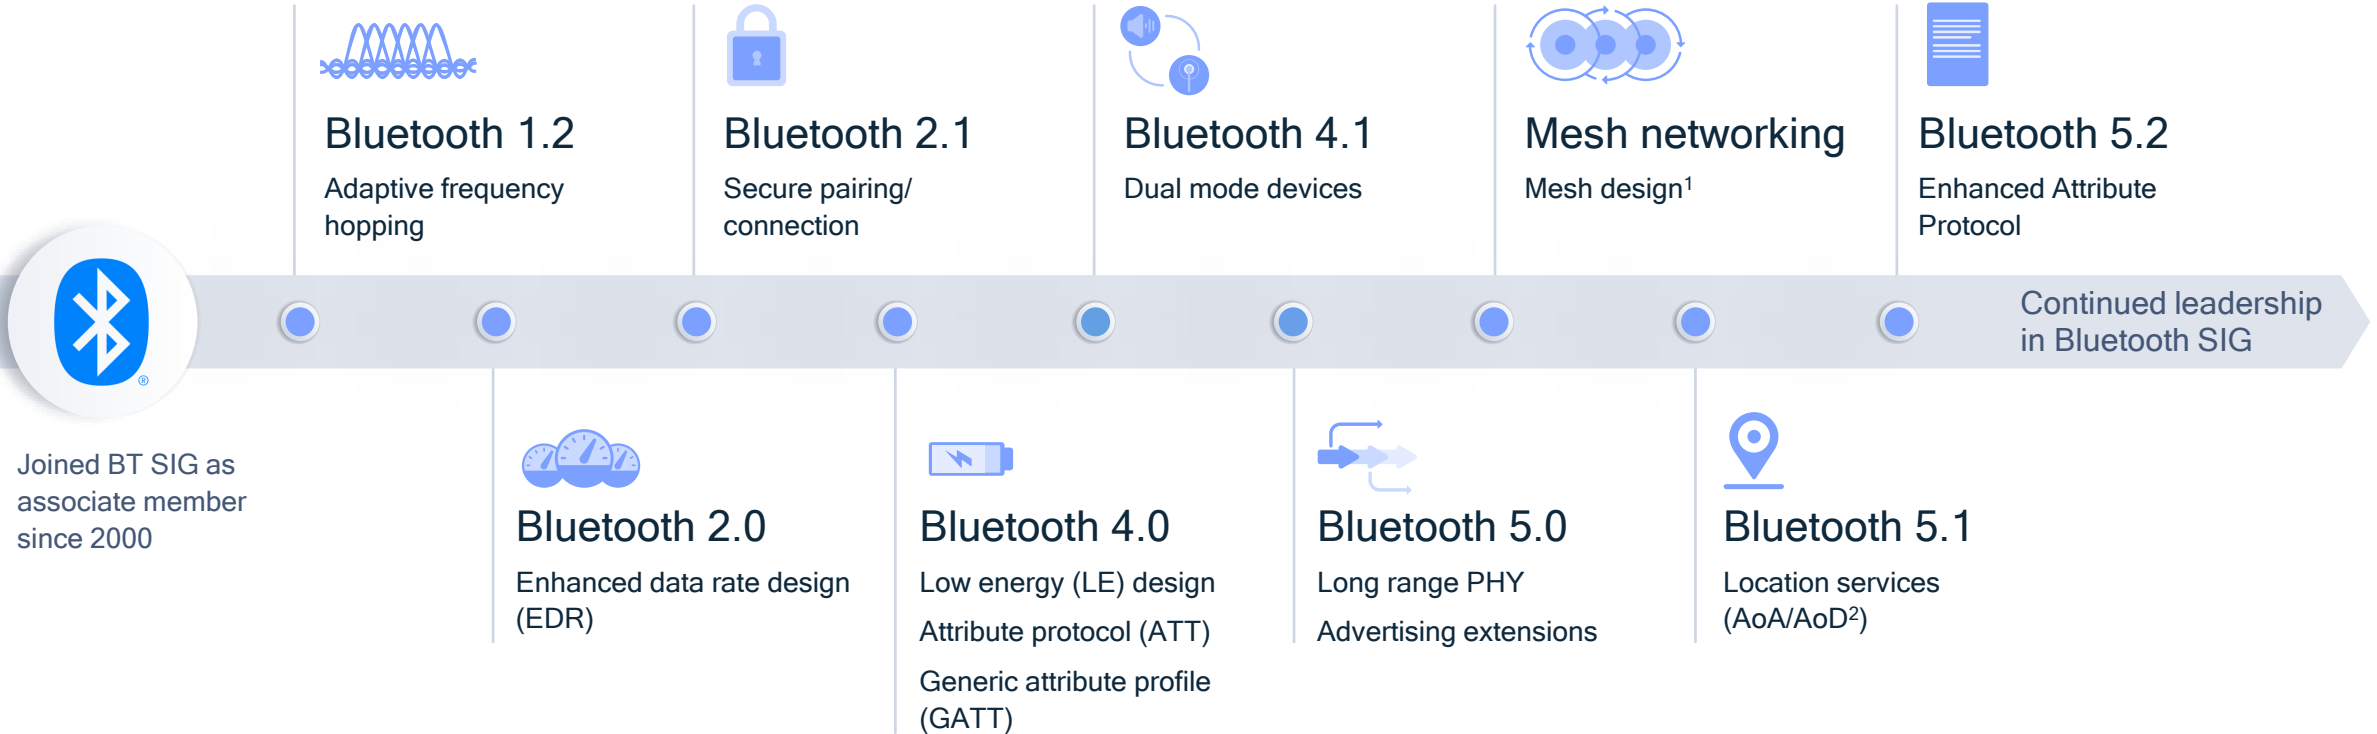 Bluetooth 1.2
Adaptive frequency
hopping
Bluetooth 2.1
Secure pairing/
connection
Bluetooth 4.1
Dual mode devices
Mesh networking
Mesh design¹
Bluetooth 5.2
Enhanced Attribute
Protocol
®
Continued leadership
in Bluetooth SIG
Joined BT SIG as
associate member
since 2000
Bluetooth 2.0
Enhanced data rate design
(EDR)
Bluetooth 4.0
Low energy (LE) design
Attribute protocol (ATT)
Generic attribute profile
(GATT)
Bluetooth 5.0
Long range PHY
Advertising extensions
Bluetooth 5.1
Location services
(AoA/AoD²)